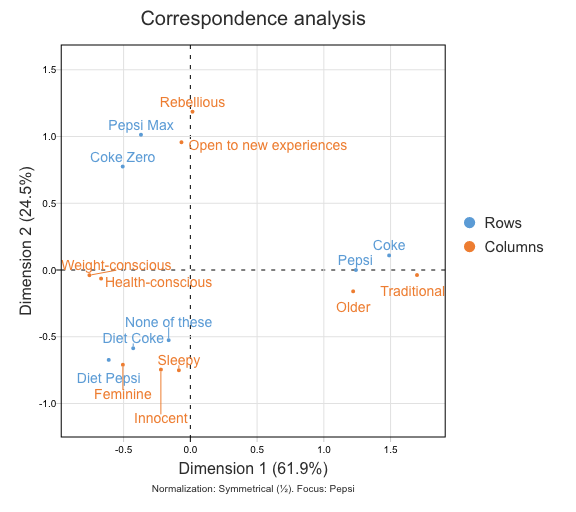 Correspondence analysis
1.5
Rebellious
Pepsi Max
1.0
Open to new experiences
Coke Zero
0.5
Coke
Pepsi
Weight-conscious
0.0
Health-conscious
Traditional
Older
None of these
Diet Coke
-0.5
Sleepy
Diet Pepsi
Feminine
-1.0
Innocent
-0.5 0.0 0.5 1.0 1.5
Dimension 1 (61.9%)
Dimension 2 (24.5%)
Normalization: Symmetrical (½). Focus: Pepsi
Rows
Columns